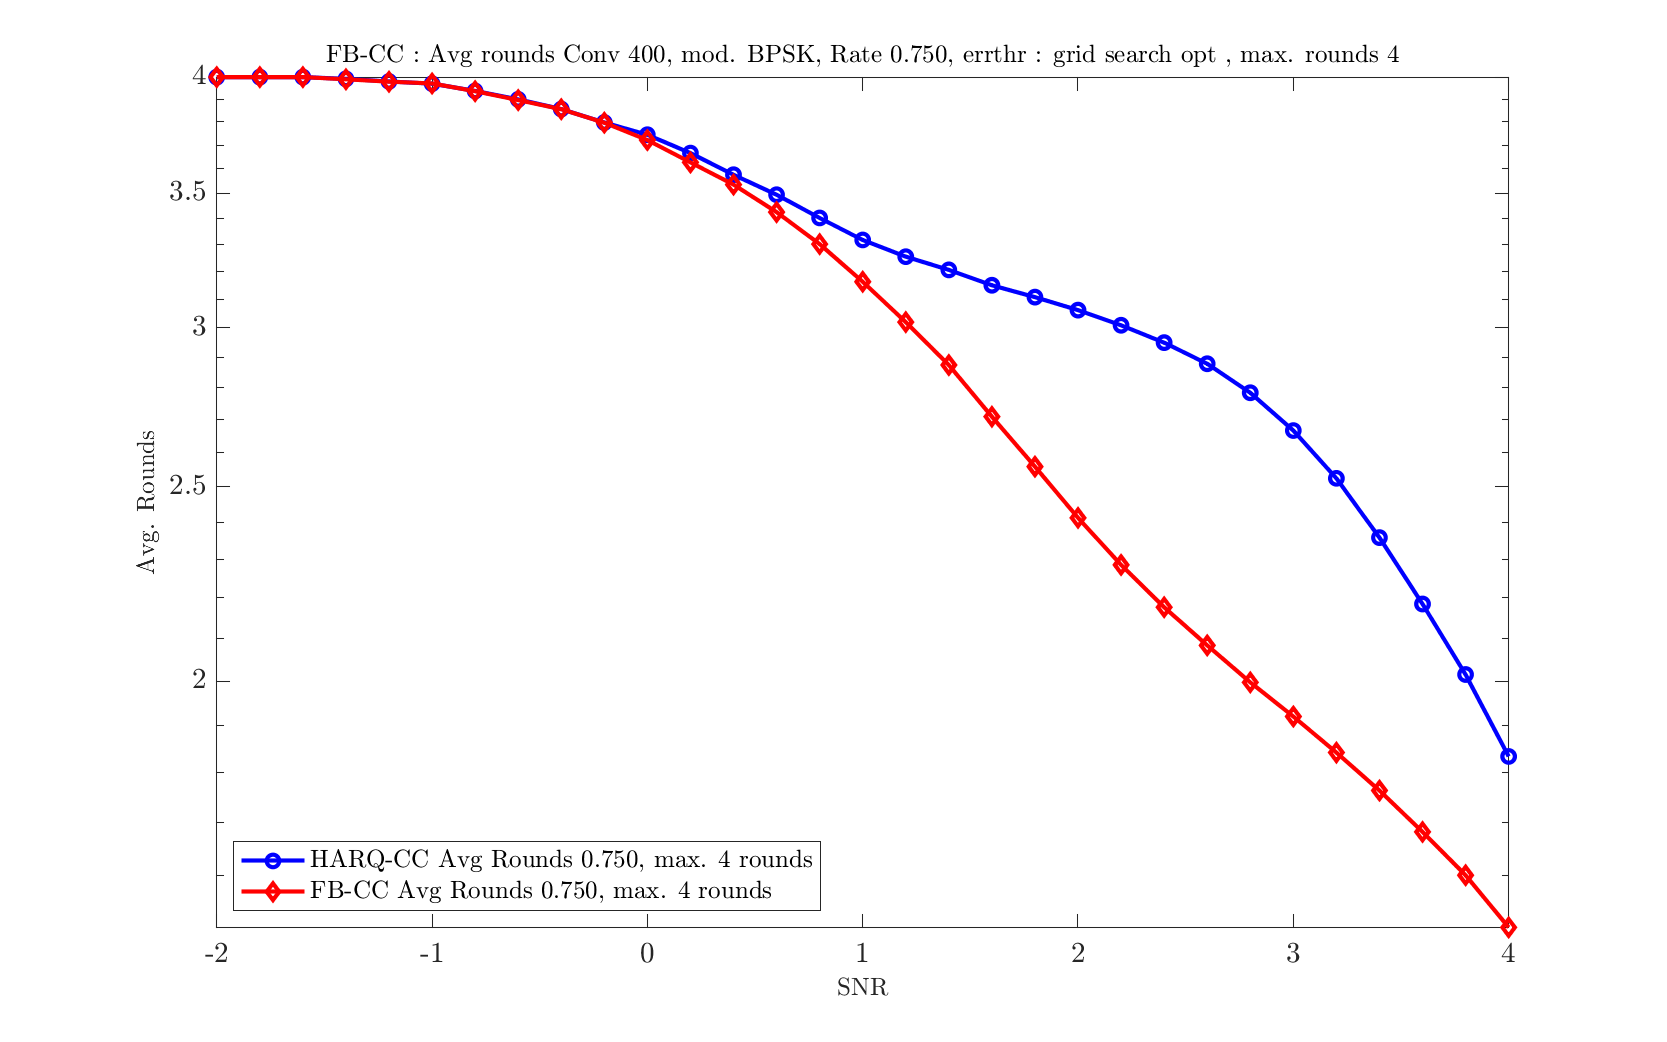 FB-CC : Avg rounds Conv 400, mod. BPSK, Rate 0.750, errthr : grid search opt , max. rounds 4
4
3.5
3
2.5
2
Avg. Rounds
HARQ-CC Avg Rounds 0.750, max. 4 rounds
FB-CC Avg Rounds 0.750, max. 4 rounds
-2 -1 0 1 2 3 4
SNR